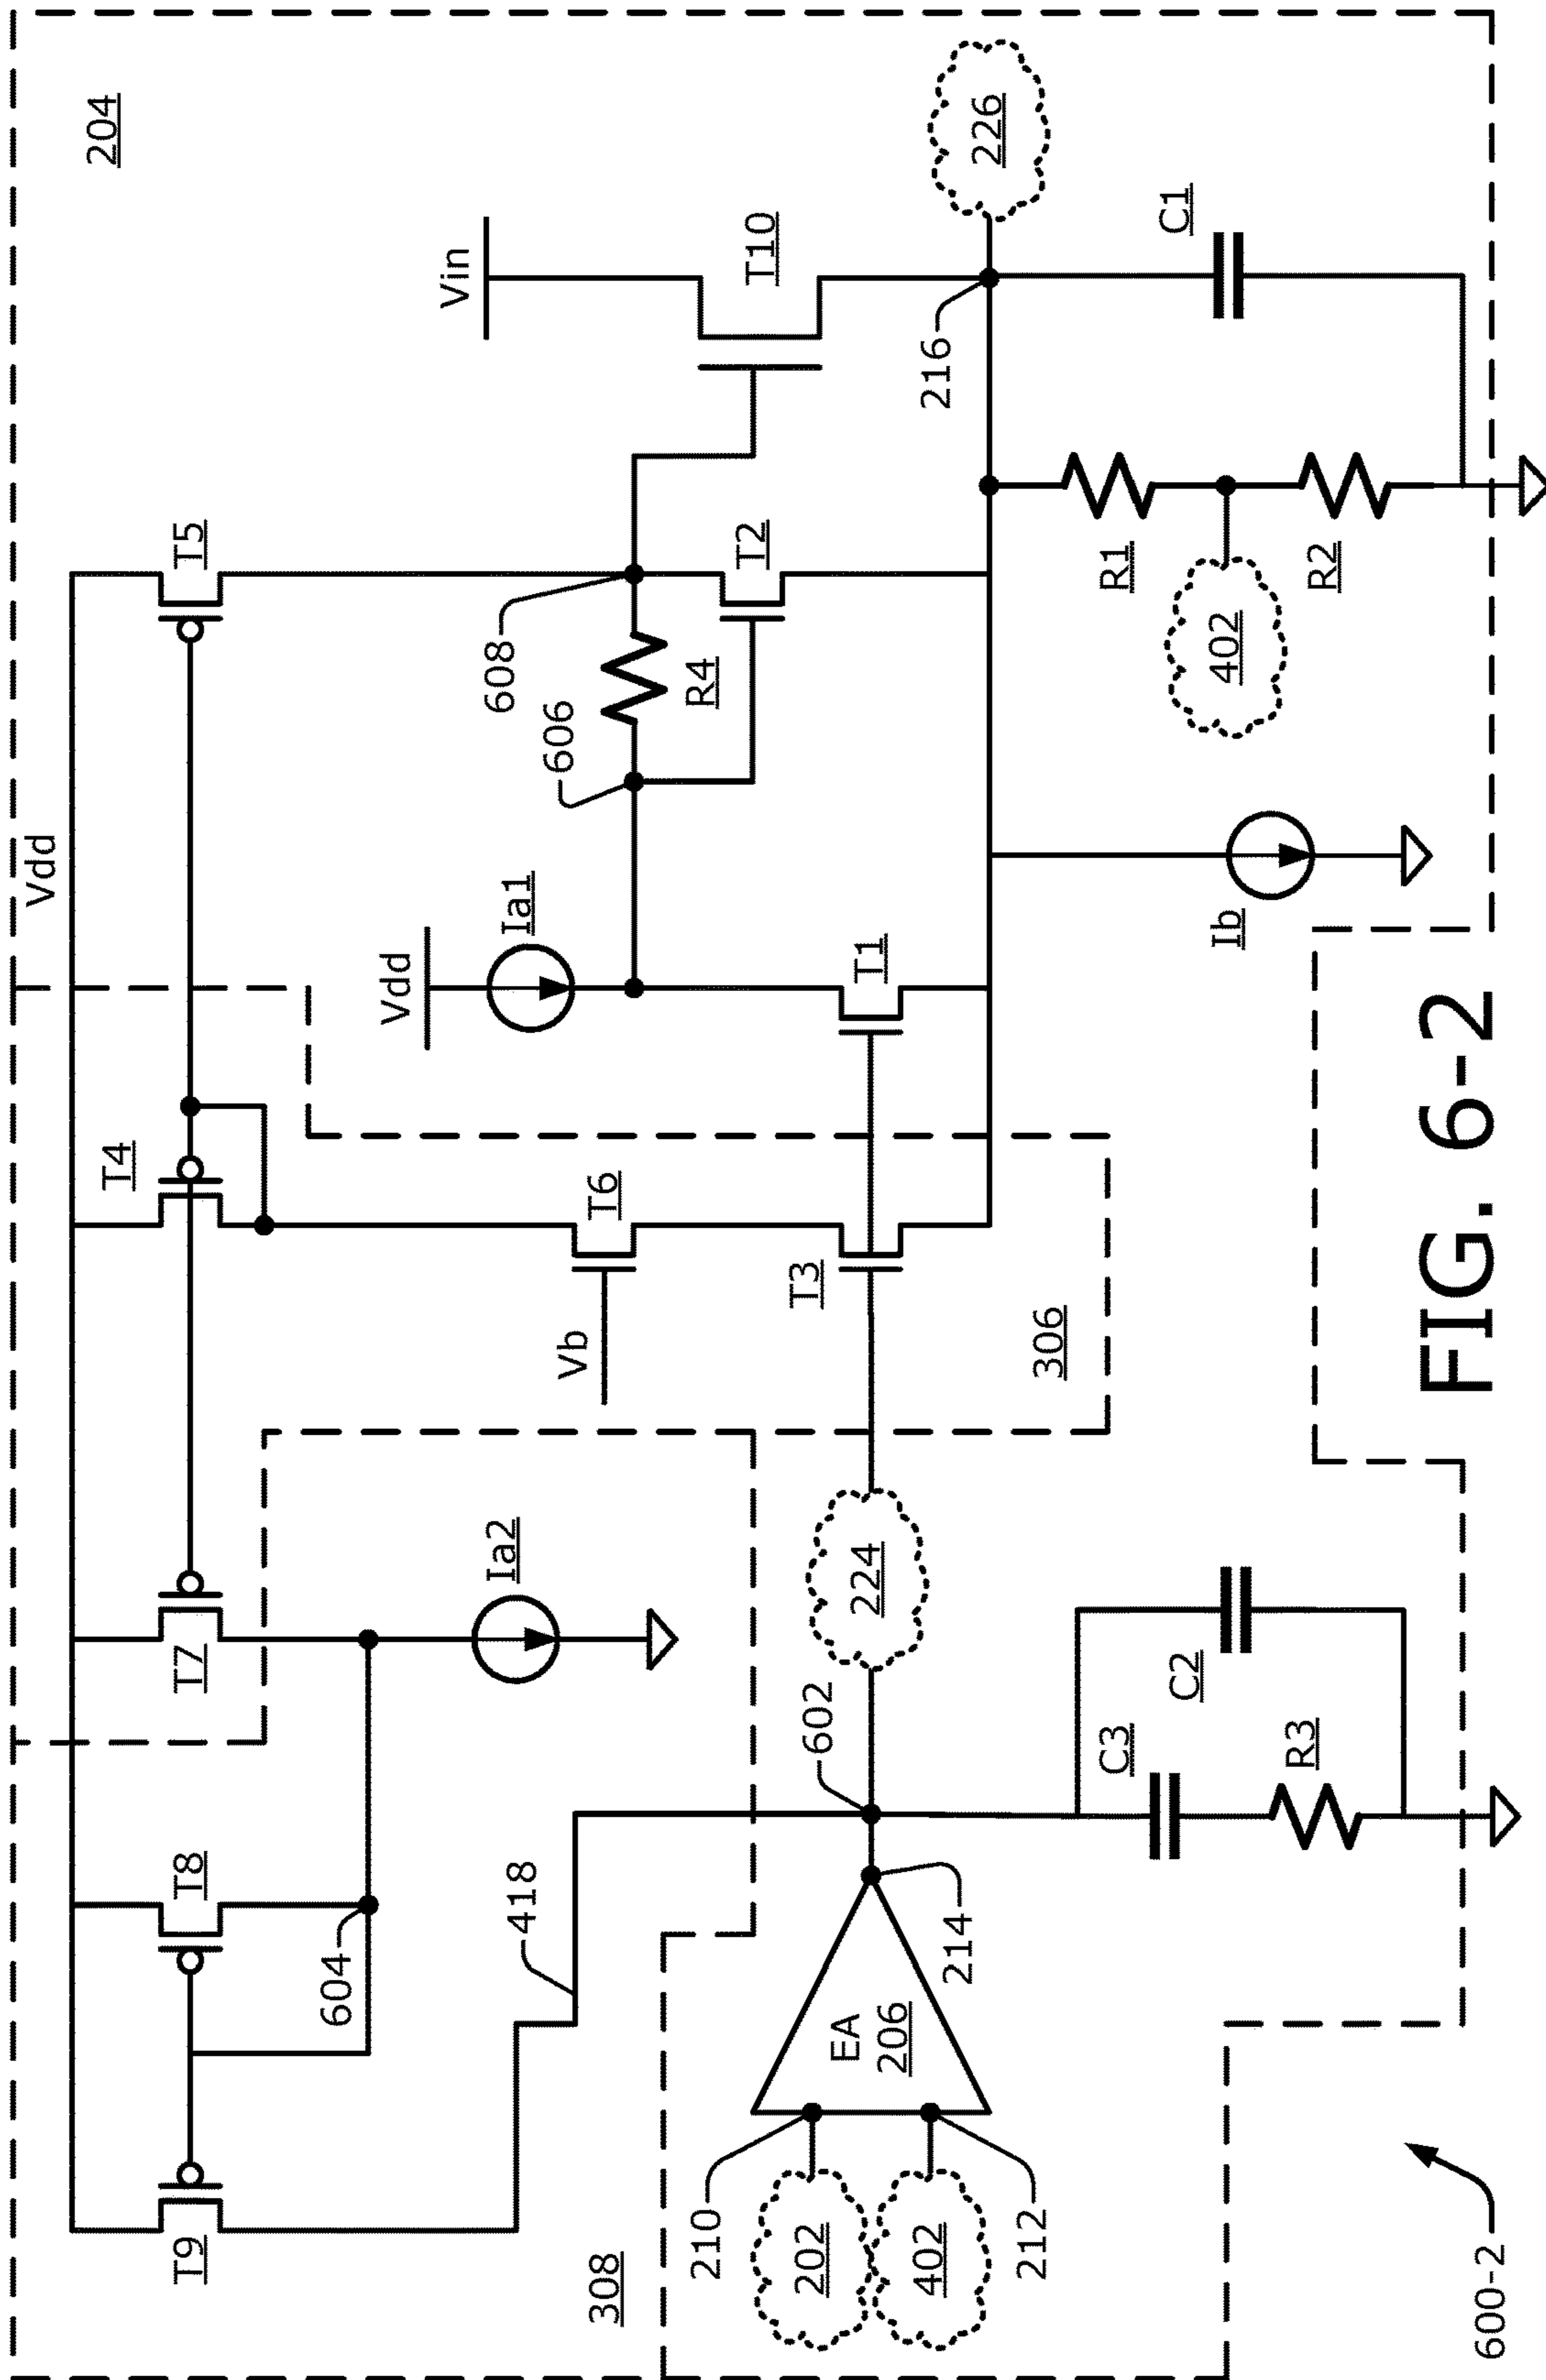 204
Vdd
T9
T8
T7
T4
T5
Vin
T10
604
418
308
Ia2
Vb
T6
Vdd
Ia1
608
606
R4
T2
226
216
C1
210
202
402
212
EA
206
214
602
224
T3
T1
306
C3
R3
C2
Ib
R1
402
R2
600-2
FIG. 6-2